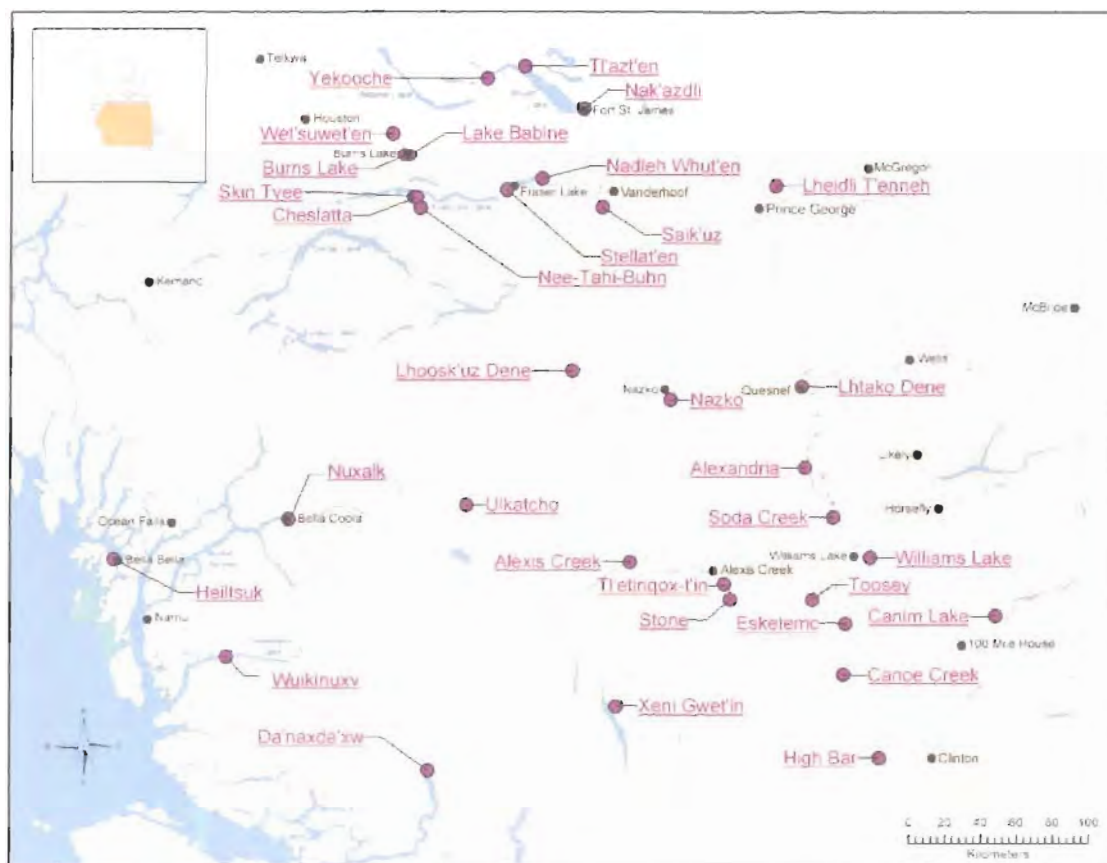 Telkwa
Tl'azt'en
Yekooche
Nak'azdli
Fort St. James
Houston
Wet'suwet'en
Lake Babine
Burns Lake
Burns Lake
Nadleh Whut'en
McGregor
Skin Tyee
Fraser Lake
Vanderhoof
Lheidli T'enneh
Cheslatta
Prince George
Saik'uz
Stellat'en
Nee-Tahi-Buhn
Kemano
McBride
Wells
Lhoosk'uz Dene
Nazko
Quesnel
Lhtako Dene
Nazko
Likely
Alexandria
Nuxalk
Ulkatcho
Horsefly
Ocean Falls
Bella Coola
Soda Creek
Bella Bella
Alexis Creek
Alexis Creek
Williams Lake
Williams Lake
Heiltsuk
Tl'etinqox-t'in
Toosey
Namu
Stone
Esketemc
Canim Lake
100 Mile House
Wuikinuxv
Canoe Creek
Xeni Gwet'in
Da'naxda'xw
High Bar
Clinton
0 20 40 60 80 100
Kilometers